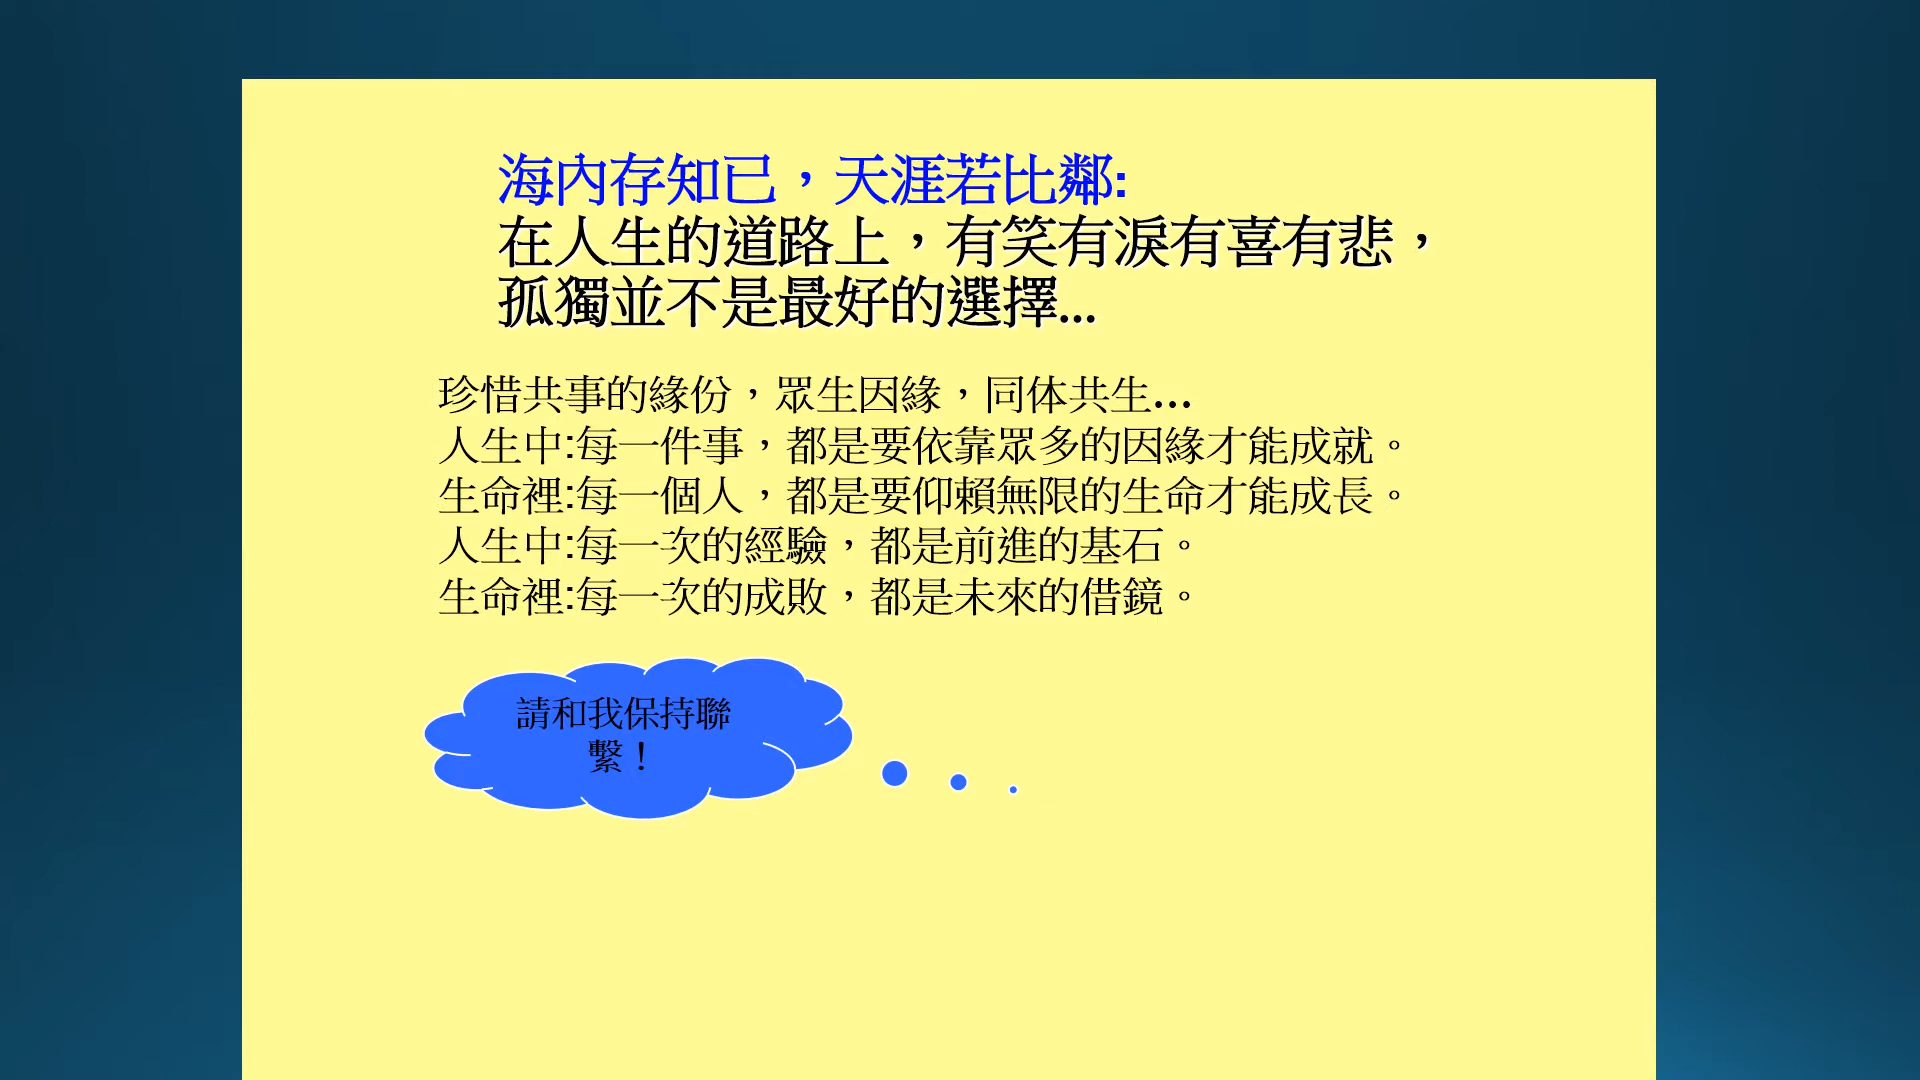 海內存知已，天涯若比鄰:
在人生的道路上，有笑有淚有喜有悲，
孤獨並不是最好的選擇...
珍惜共事的緣份，眾生因緣，同体共生...
人生中:每一件事，都是要依靠眾多的因緣才能成就。
生命裡:每一個人，都是要仰賴無限的生命才能成長。
人生中:每一次的經驗，都是前進的基石。
生命裡:每一次的成敗，都是未來的借鏡。
請和我保持聯
繫！